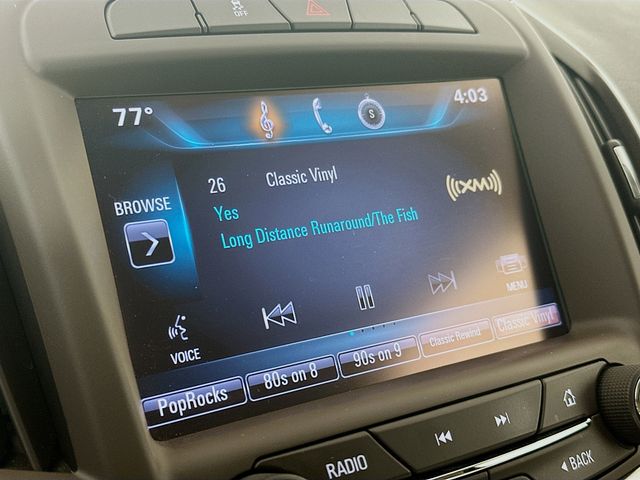 OFF
77°
S
4:03
26 Classic Vinyl
((XM))
BROWSE
Yes
Long Distance Runaround/The Fish
VOICE
MENU
PopRocks
80s on 8
90s on 9
Classic Rewind
Classic Vinyl
RADIO
BACK